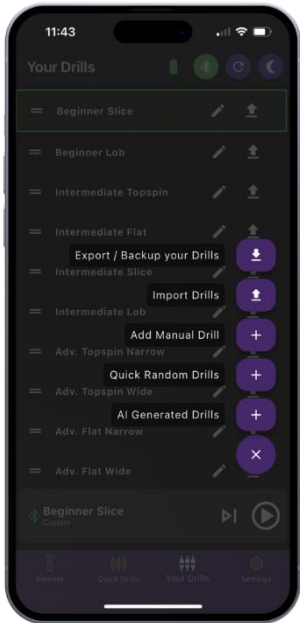 11:43
Your Drills
Beginner Slice
Beginner Lob
Intermediate Topspin
Intermediate Flat
Export / Backup your Drills
Intermediate Slice
Import Drills
Intermediate Lob
Add Manual Drill
Adv. Topspin Narrow
Quick Random Drills
Adv. Topspin Wide
AI Generated Drills
Adv. Flat Narrow
Adv. Flat Wide
Beginner Slice
Custom
Remote Quick Drills Your Drills Settings